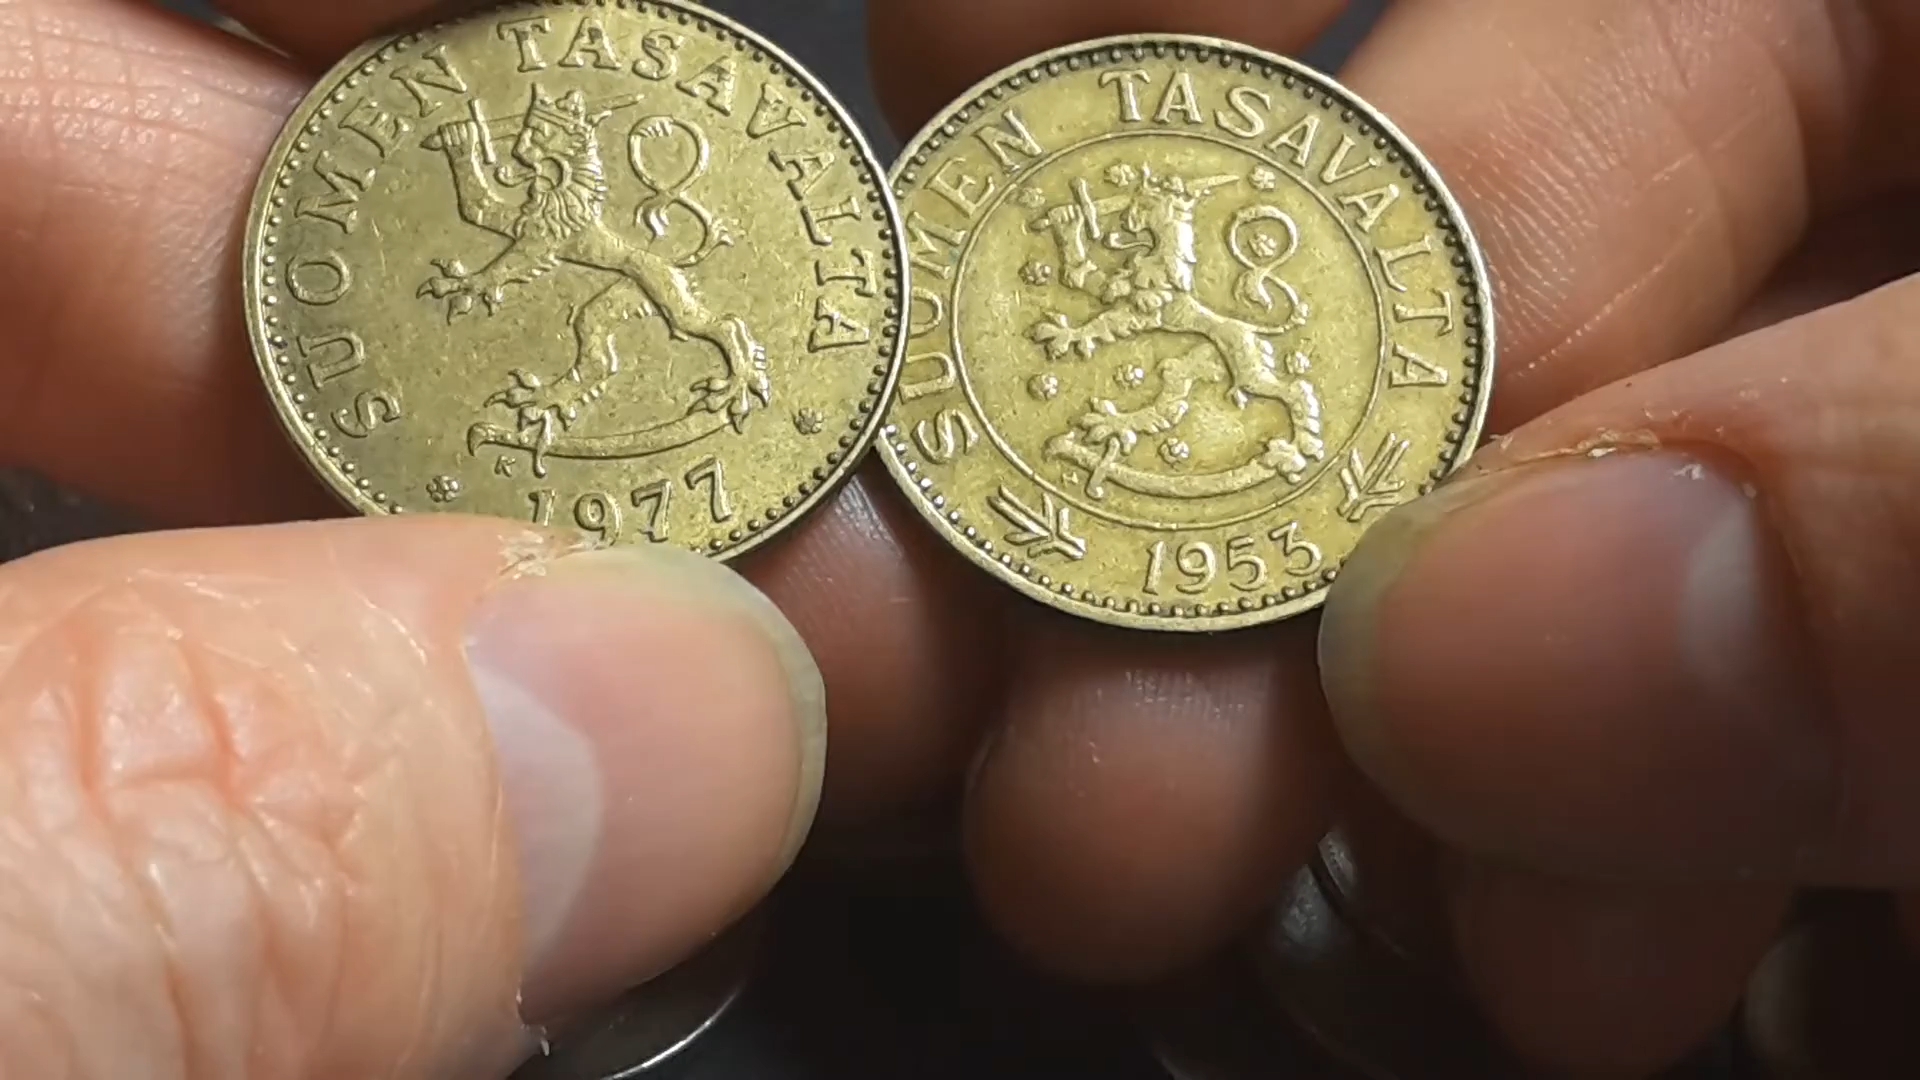 SUOMEN TASAVALTA
K
1977
SUOMEN TASAVALTA
1953